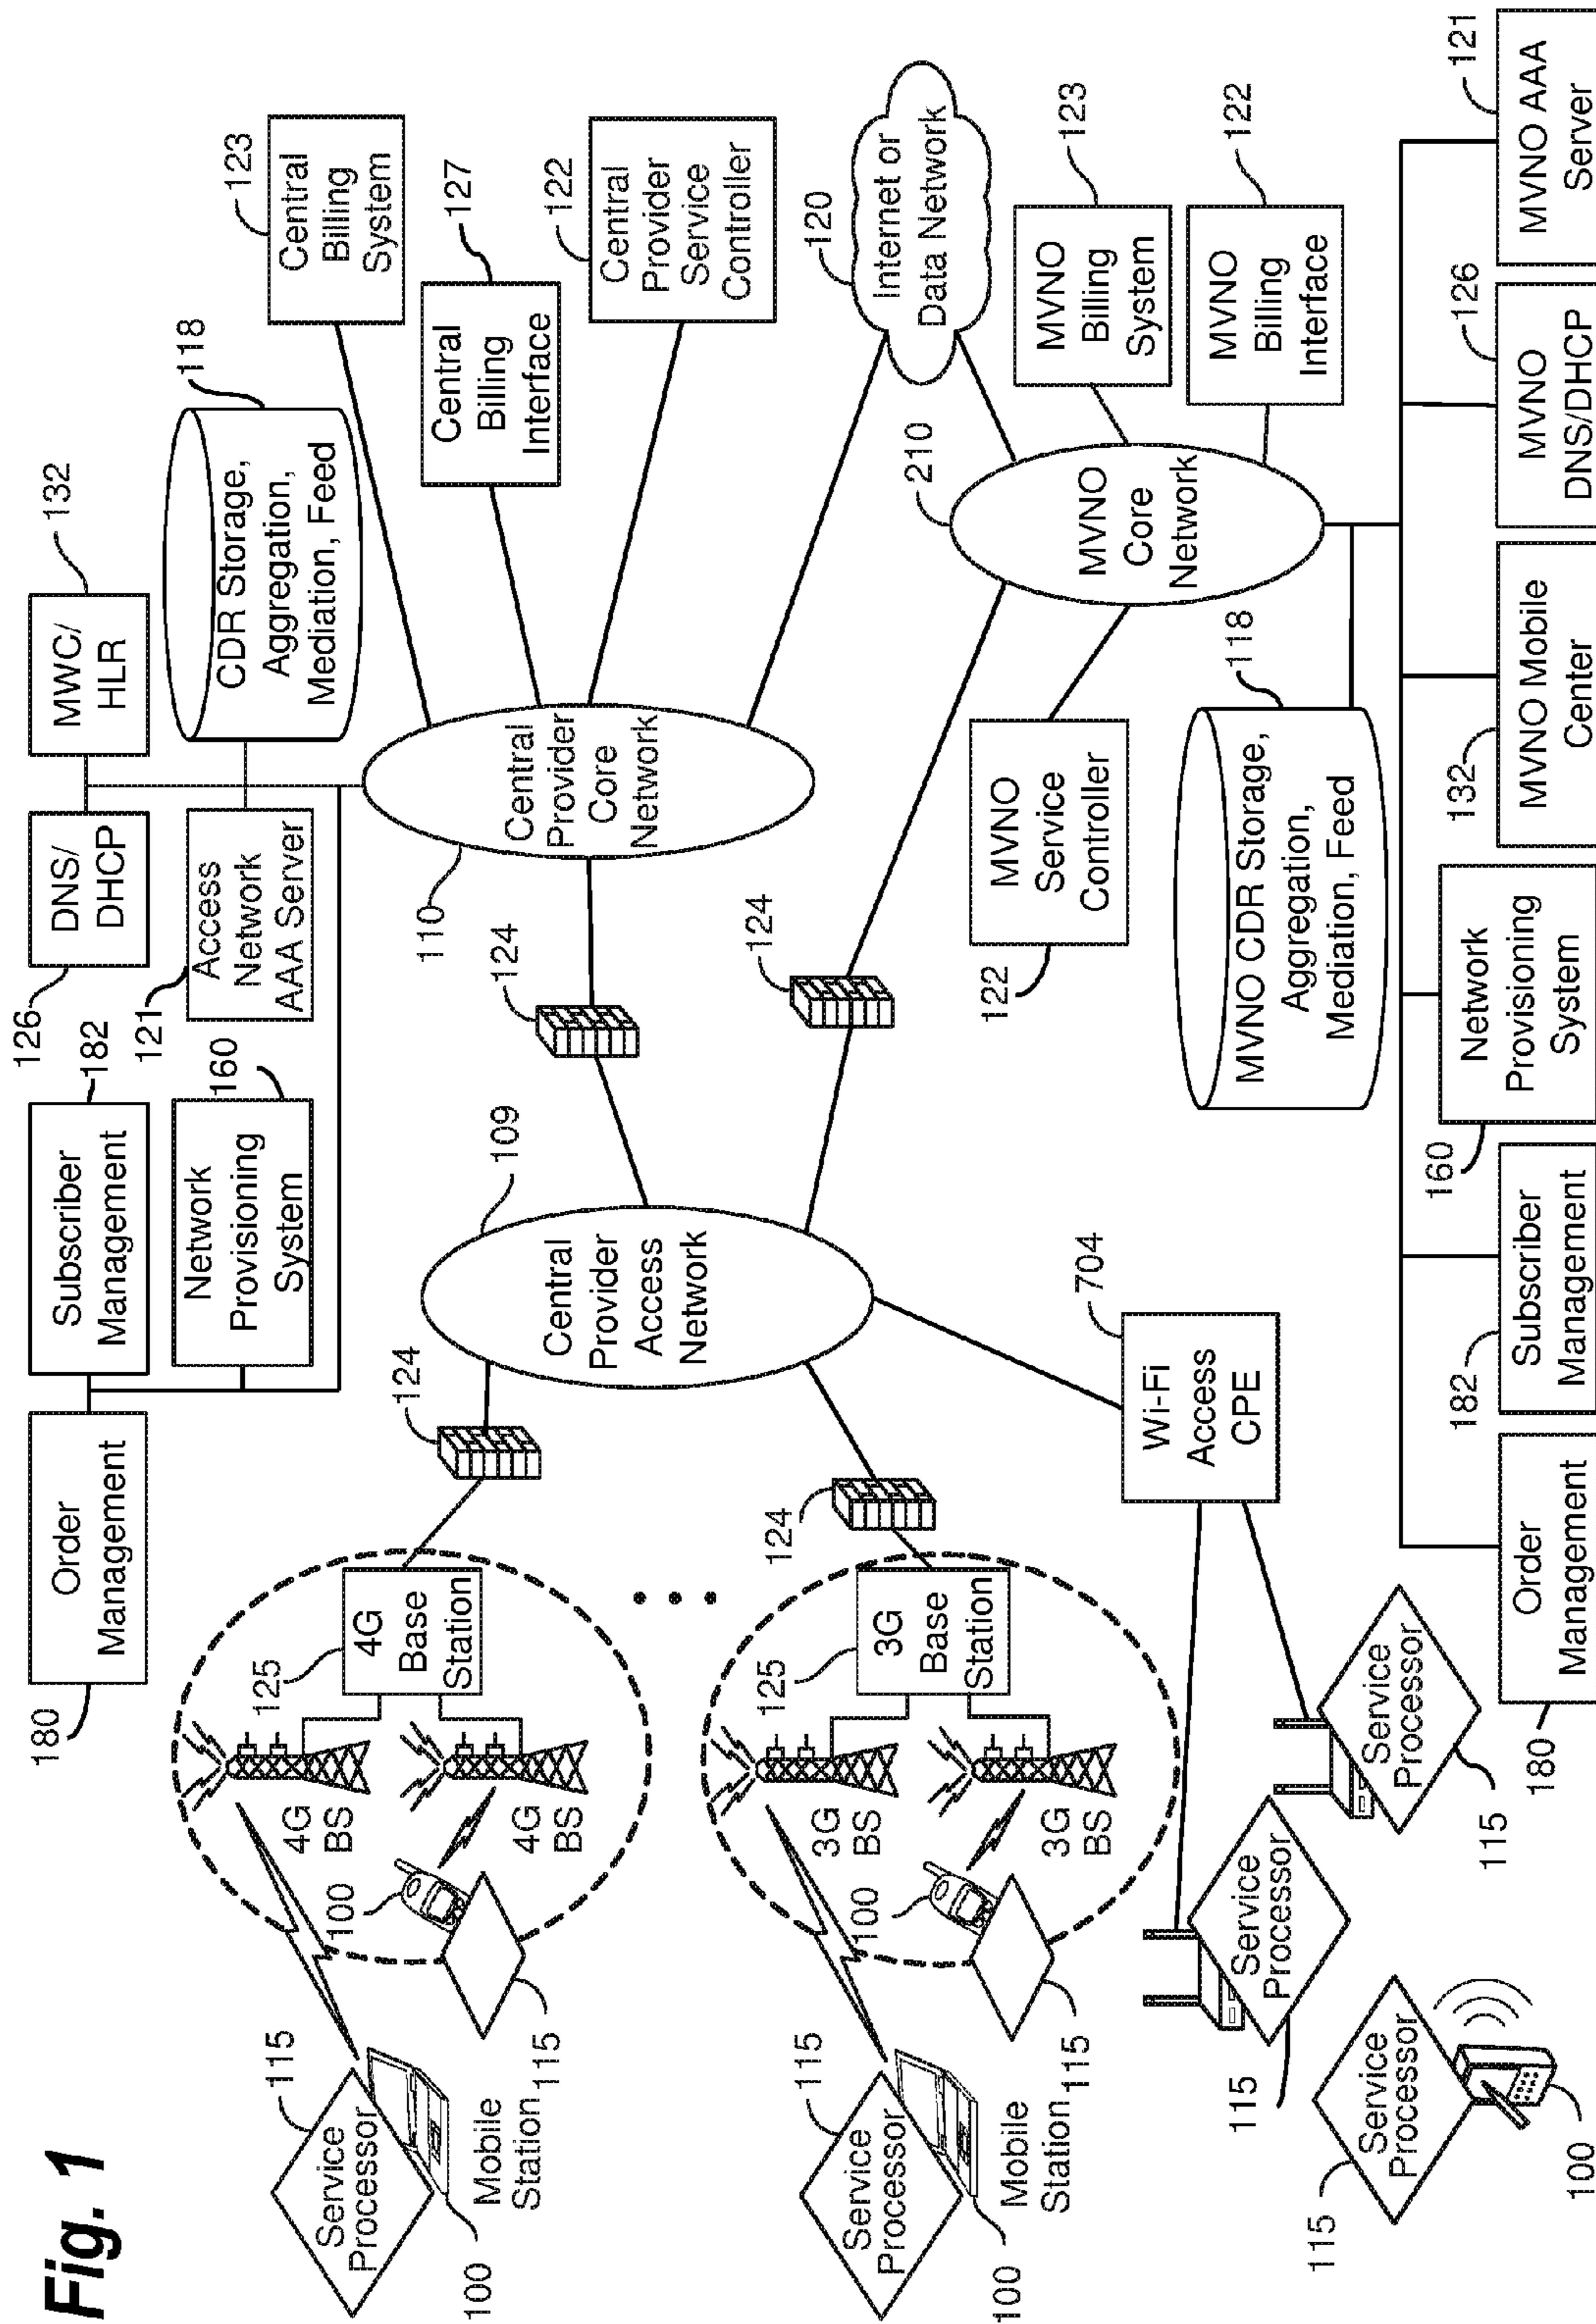 Fig. 1
180
Order
Management
Subscriber
Management
182
Network
Provisioning
System
160
126
DNS/
DHCP
MWC/
HLR
132
121
Access
Network
AAA Server
CDR Storage,
Aggregation,
Mediation, Feed
118
Central
Billing
System
123
Central
Billing
Interface
127
Central
Provider
Service
Controller
122
Central
Provider
Core
Network
110
124
Central
Provider
Access
Network
109
124
124
124
Internet or
Data Network
120
Service
Processor
115
100
Mobile
Station
115
100
4G
BS
4G
BS
125
4G
Base
Station
Service
Processor
115
100
Mobile
Station
115
100
3G
BS
3G
BS
125
3G
Base
Station
Wi-Fi
Access
CPE
704
Service
Processor
115
100
Service
Processor
115
Service
Processor
115
MVNO
Core
Network
210
MVNO
Billing
System
123
MVNO
Billing
Interface
122
MVNO
Service
Controller
122
MVNO CDR Storage,
Aggregation,
Mediation, Feed
118
Order
Management
180
Subscriber
Management
182
Network
Provisioning
System
160
MVNO Mobile
Center
132
MVNO
DNS/DHCP
126
MVNO AAA
Server
121